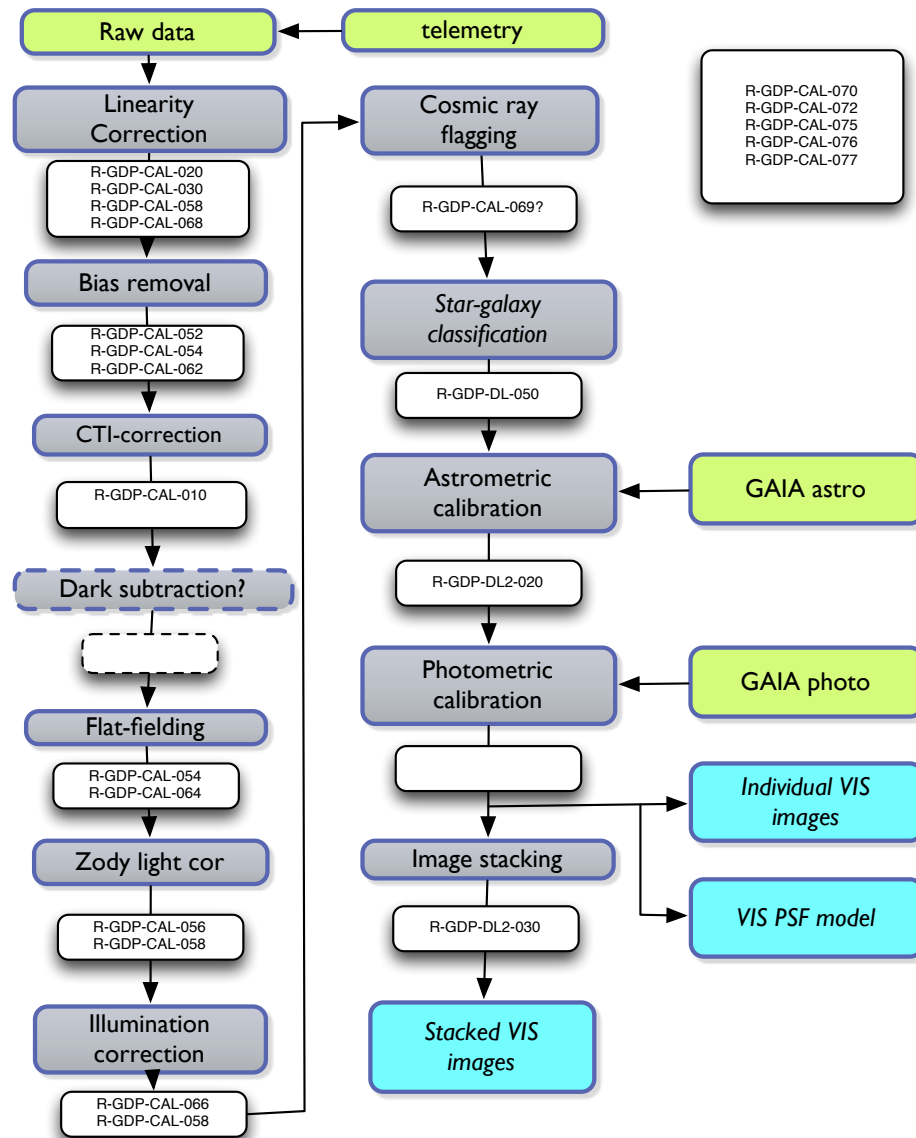 Raw data
telemetry
Linearity
Correction
R-GDP-CAL-020
R-GDP-CAL-030
R-GDP-CAL-058
R-GDP-CAL-068
Bias removal
R-GDP-CAL-052
R-GDP-CAL-054
R-GDP-CAL-062
CTI-correction
R-GDP-CAL-010
Dark subtraction?
Flat-fielding
R-GDP-CAL-054
R-GDP-CAL-064
Zody light cor
R-GDP-CAL-056
R-GDP-CAL-058
Illumination
correction
R-GDP-CAL-066
R-GDP-CAL-058
Cosmic ray
flagging
R-GDP-CAL-069?
Star-galaxy
classification
R-GDP-DL-050
Astrometric
calibration
GAIA astro
R-GDP-DL2-020
Photometric
calibration
GAIA photo
Individual VIS
images
Image stacking
VIS PSF model
R-GDP-DL2-030
Stacked VIS
images
R-GDP-CAL-070
R-GDP-CAL-072
R-GDP-CAL-075
R-GDP-CAL-076
R-GDP-CAL-077